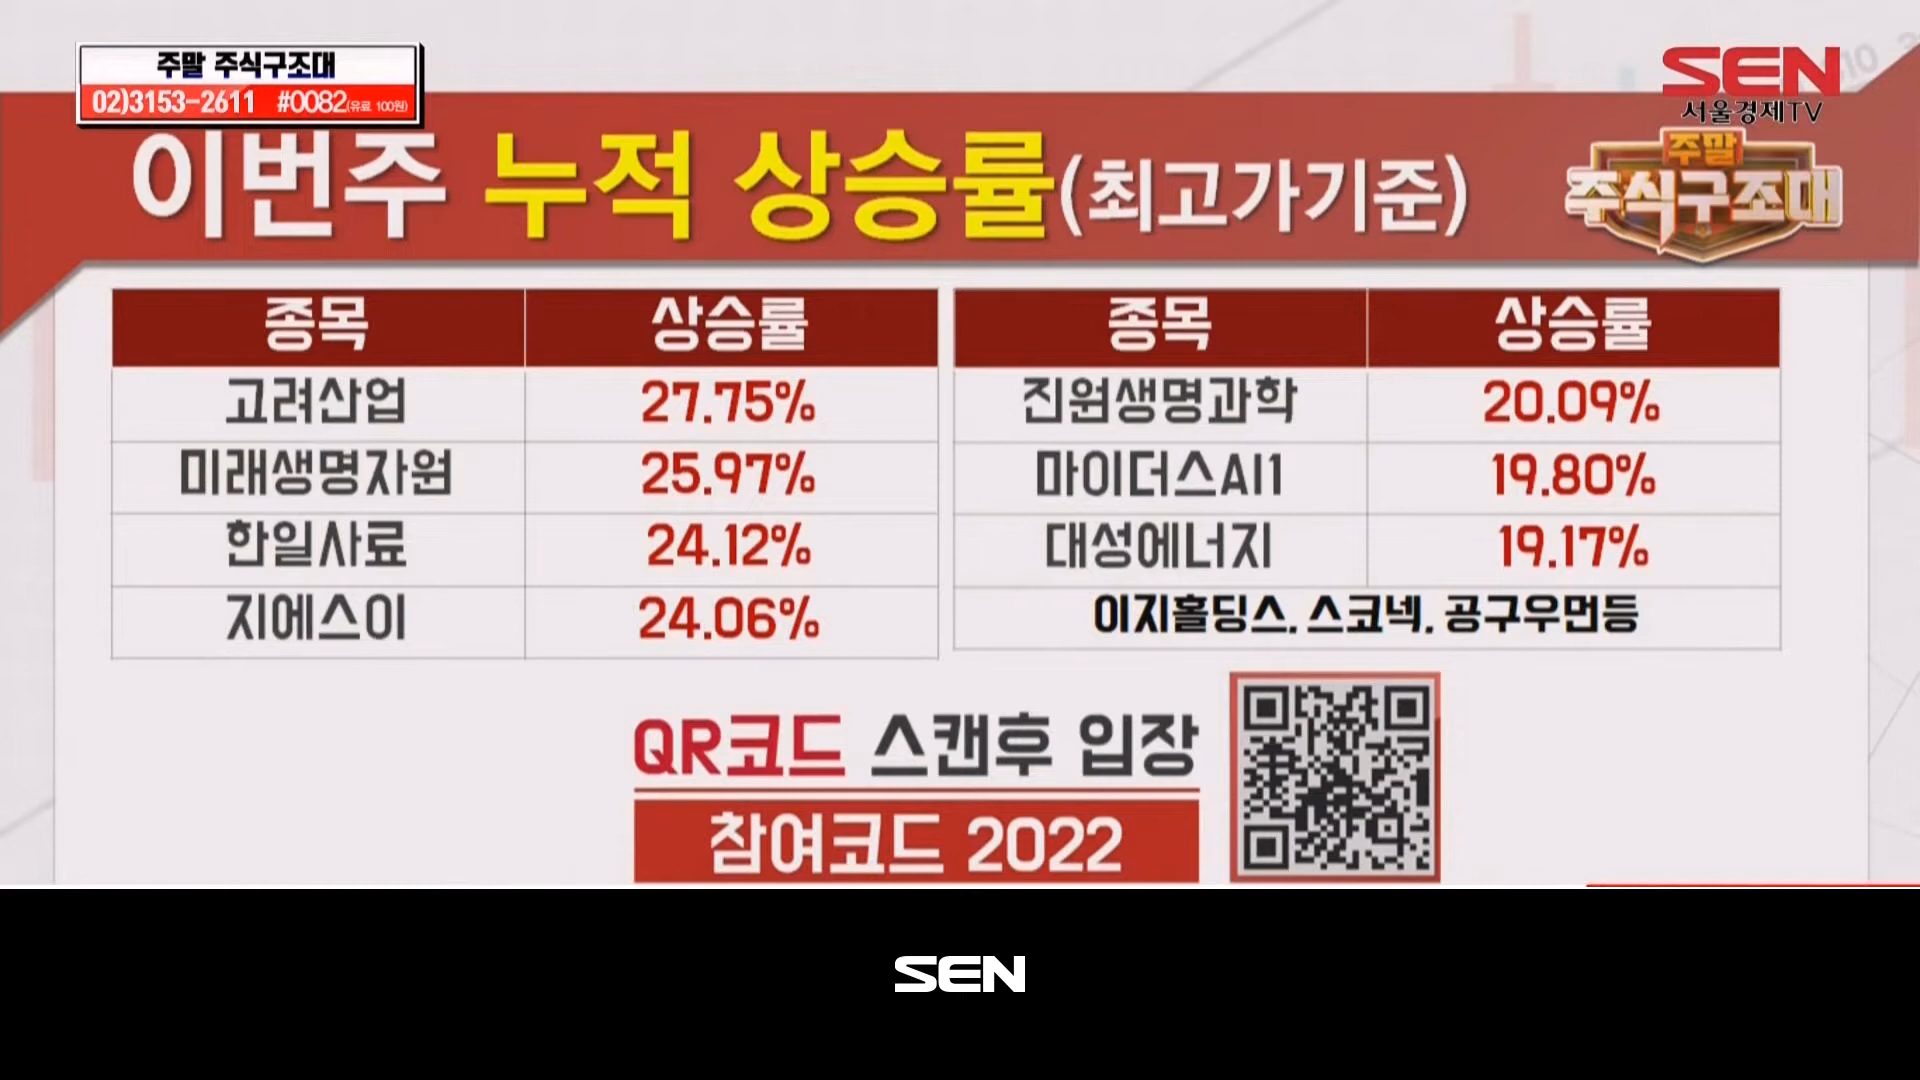 주말 주식구조대
02)3153-2611 #0082(유료 100원)
SEN
서울경제TV
이번주 누적 상승률(최고가기준)
주말
주식구조대
종목 상승률
고려산업 27.75%
미래생명자원 25.97%
한일사료 24.12%
지에스이 24.06%
종목 상승률
진원생명과학 20.09%
마이더스AI1 19.80%
대성에너지 19.17%
이지홀딩스, 스코넥, 공구우먼등
QR코드 스캔후 입장
참여코드 2022
SEN